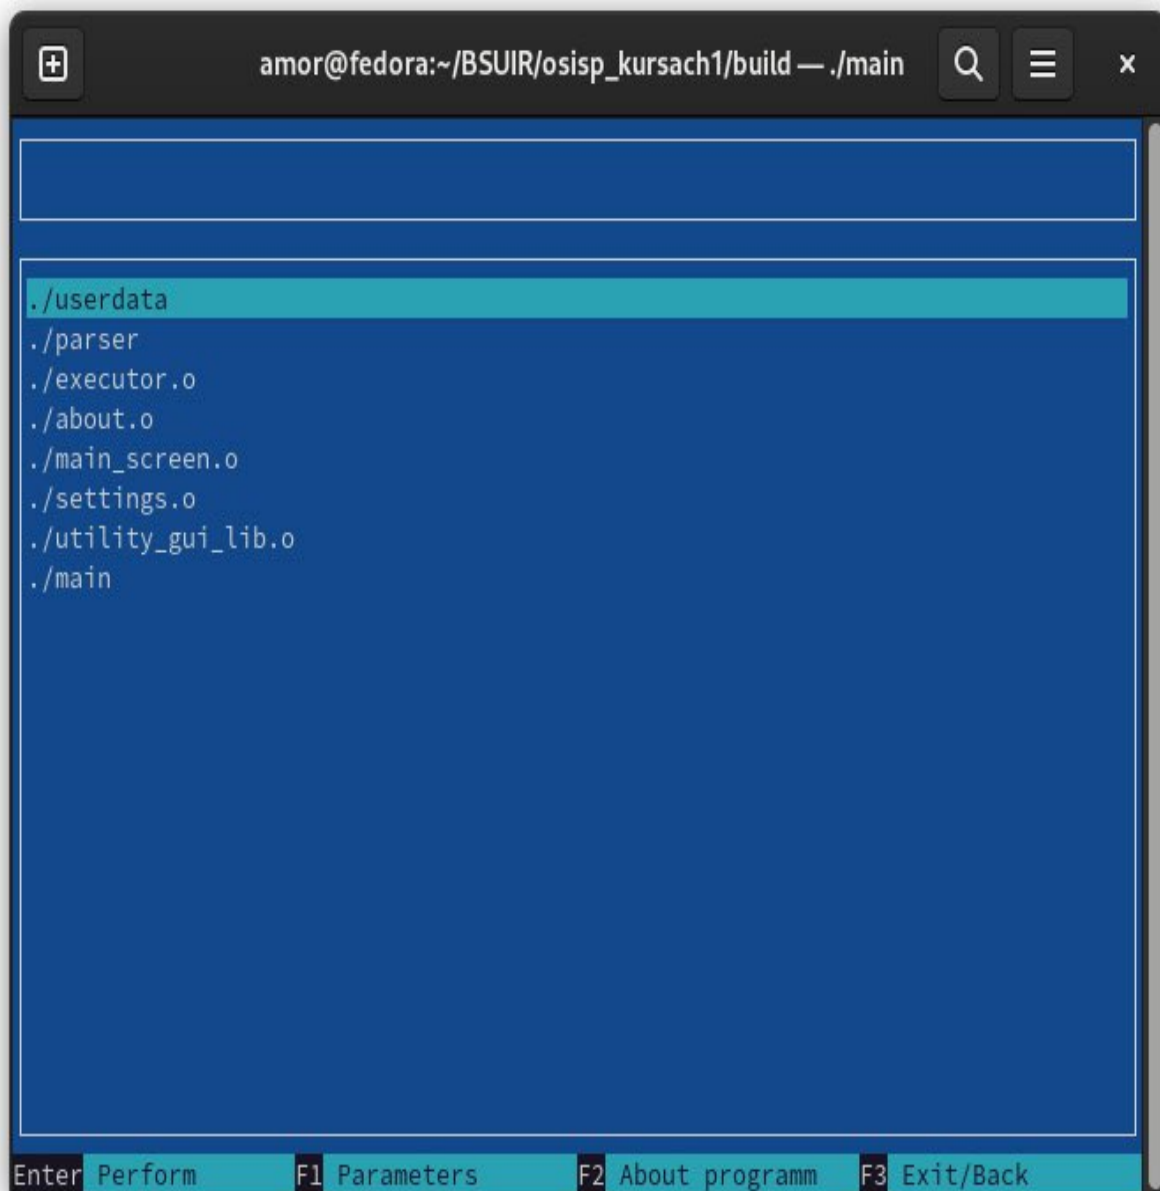 amor@fedora:~/BSUIR/osisp_kursach1/build — ./main
./userdata
./parser
./executor.o
./about.o
./main_screen.o
./settings.o
./utility_gui_lib.o
./main
Enter Perform F1 Parameters F2 About programm F3 Exit/Back